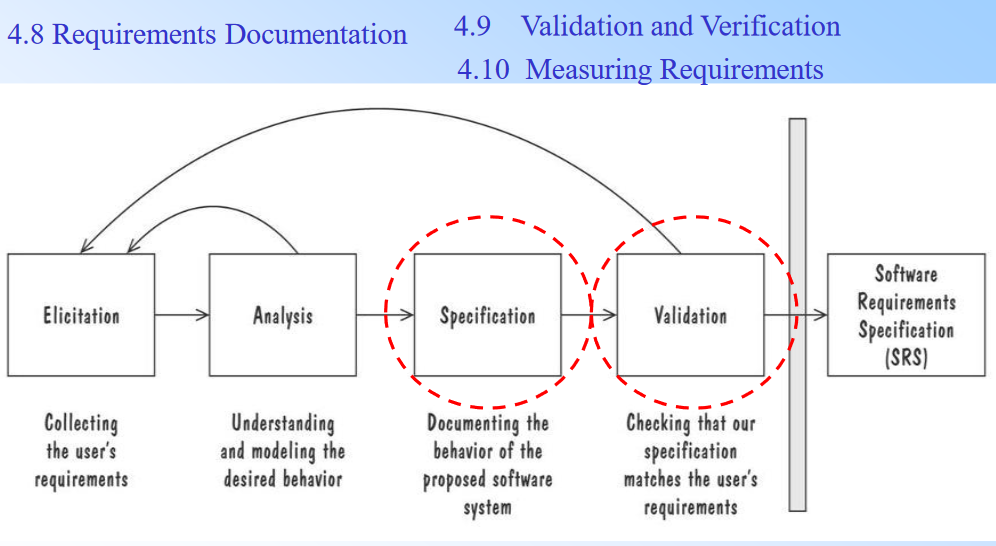 4.8 Requirements Documentation
4.9 Validation and Verification
4.10 Measuring Requirements
Elicitation
Analysis
Specification
Validation
Software
Requirements
Specification
(SRS)
Collecting
the user's
requirements
Understanding
and modeling the
desired behavior
Documenting the
behavior of the
proposed software
system
Checking that our
specification
matches the user's
requirements